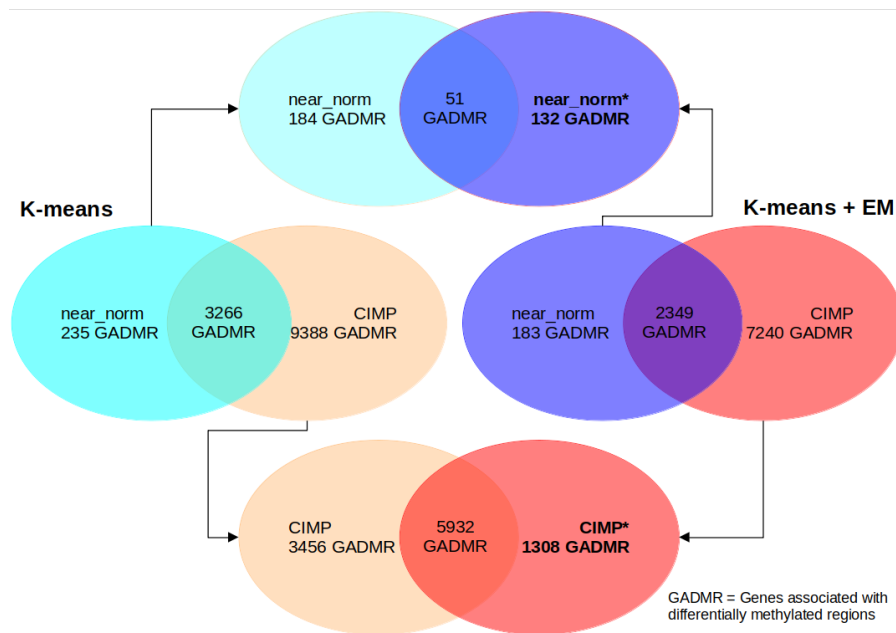 near_norm
184 GADMR
51
GADMR
near_norm*
132 GADMR
K-means
K-means + EM
near_norm
235 GADMR
3266
GADMR
CIMP
9388 GADMR
near_norm
183 GADMR
2349
GADMR
CIMP
7240 GADMR
CIMP
3456 GADMR
5932
GADMR
CIMP*
1308 GADMR
GADMR = Genes associated with
differentially methylated regions